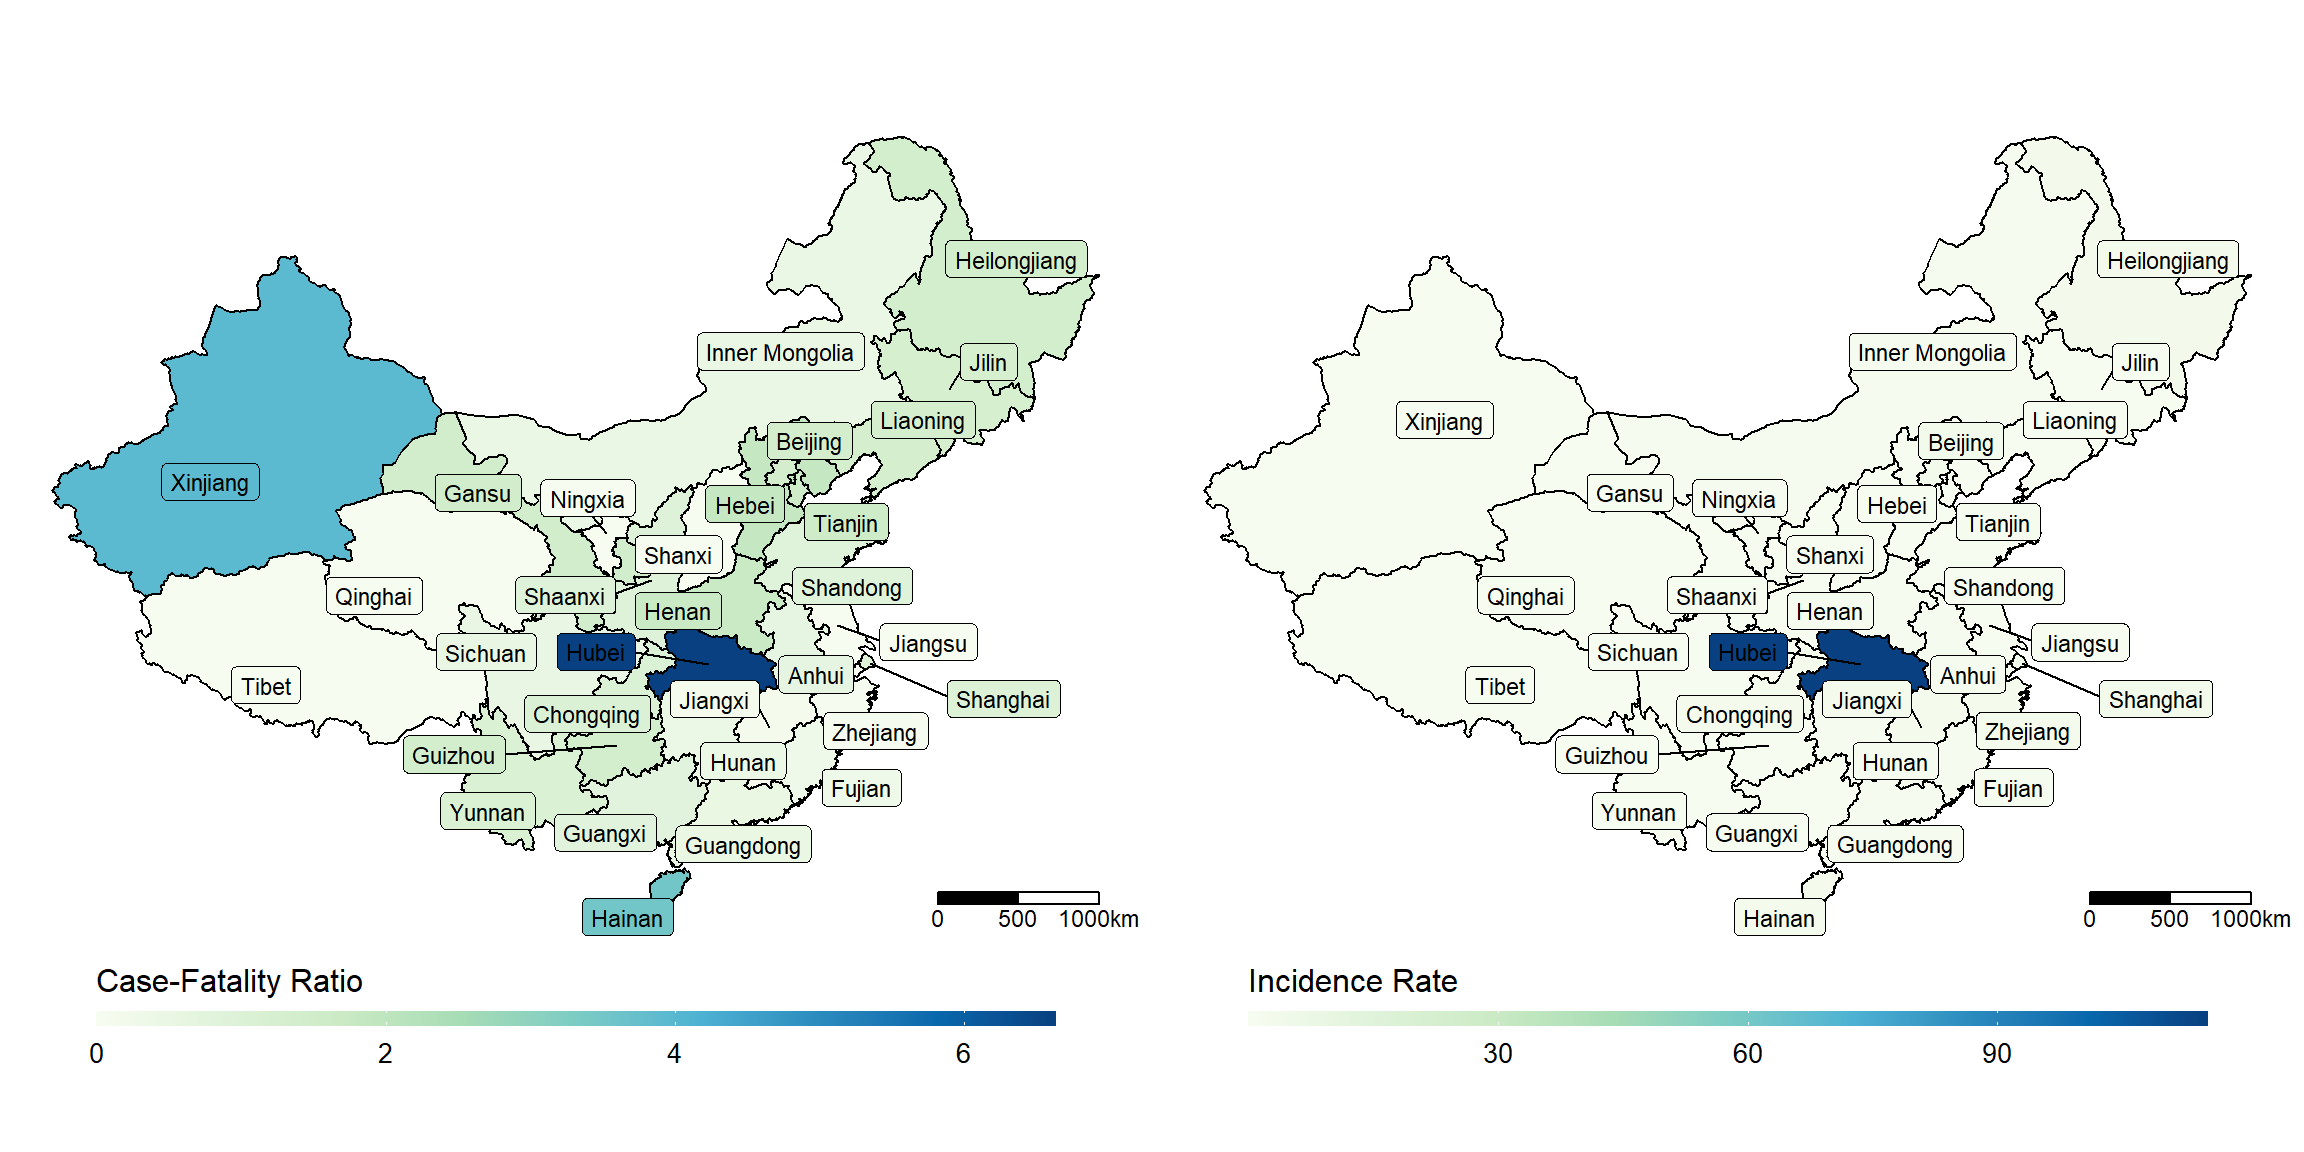 Heilongjiang
Inner Mongolia
Jilin
Liaoning
Beijing
Xinjiang
Gansu
Ningxia
Hebei
Tianjin
Shanxi
Shandong
Qinghai
Shaanxi
Henan
Jiangsu
Sichuan
Hubei
Anhui
Tibet
Shanghai
Jiangxi
Chongqing
Zhejiang
Guizhou
Hunan
Fujian
Yunnan
Guangxi
Guangdong
Hainan
0 500 1000km
Case-Fatality Ratio
0 2 4 6
Heilongjiang
Inner Mongolia
Jilin
Liaoning
Xinjiang
Beijing
Gansu
Ningxia
Hebei
Tianjin
Shanxi
Shandong
Qinghai
Shaanxi
Henan
Jiangsu
Sichuan
Hubei
Anhui
Tibet
Shanghai
Jiangxi
Chongqing
Zhejiang
Guizhou
Hunan
Fujian
Yunnan
Guangxi
Guangdong
Hainan
0 500 1000km
Incidence Rate
30 60 90